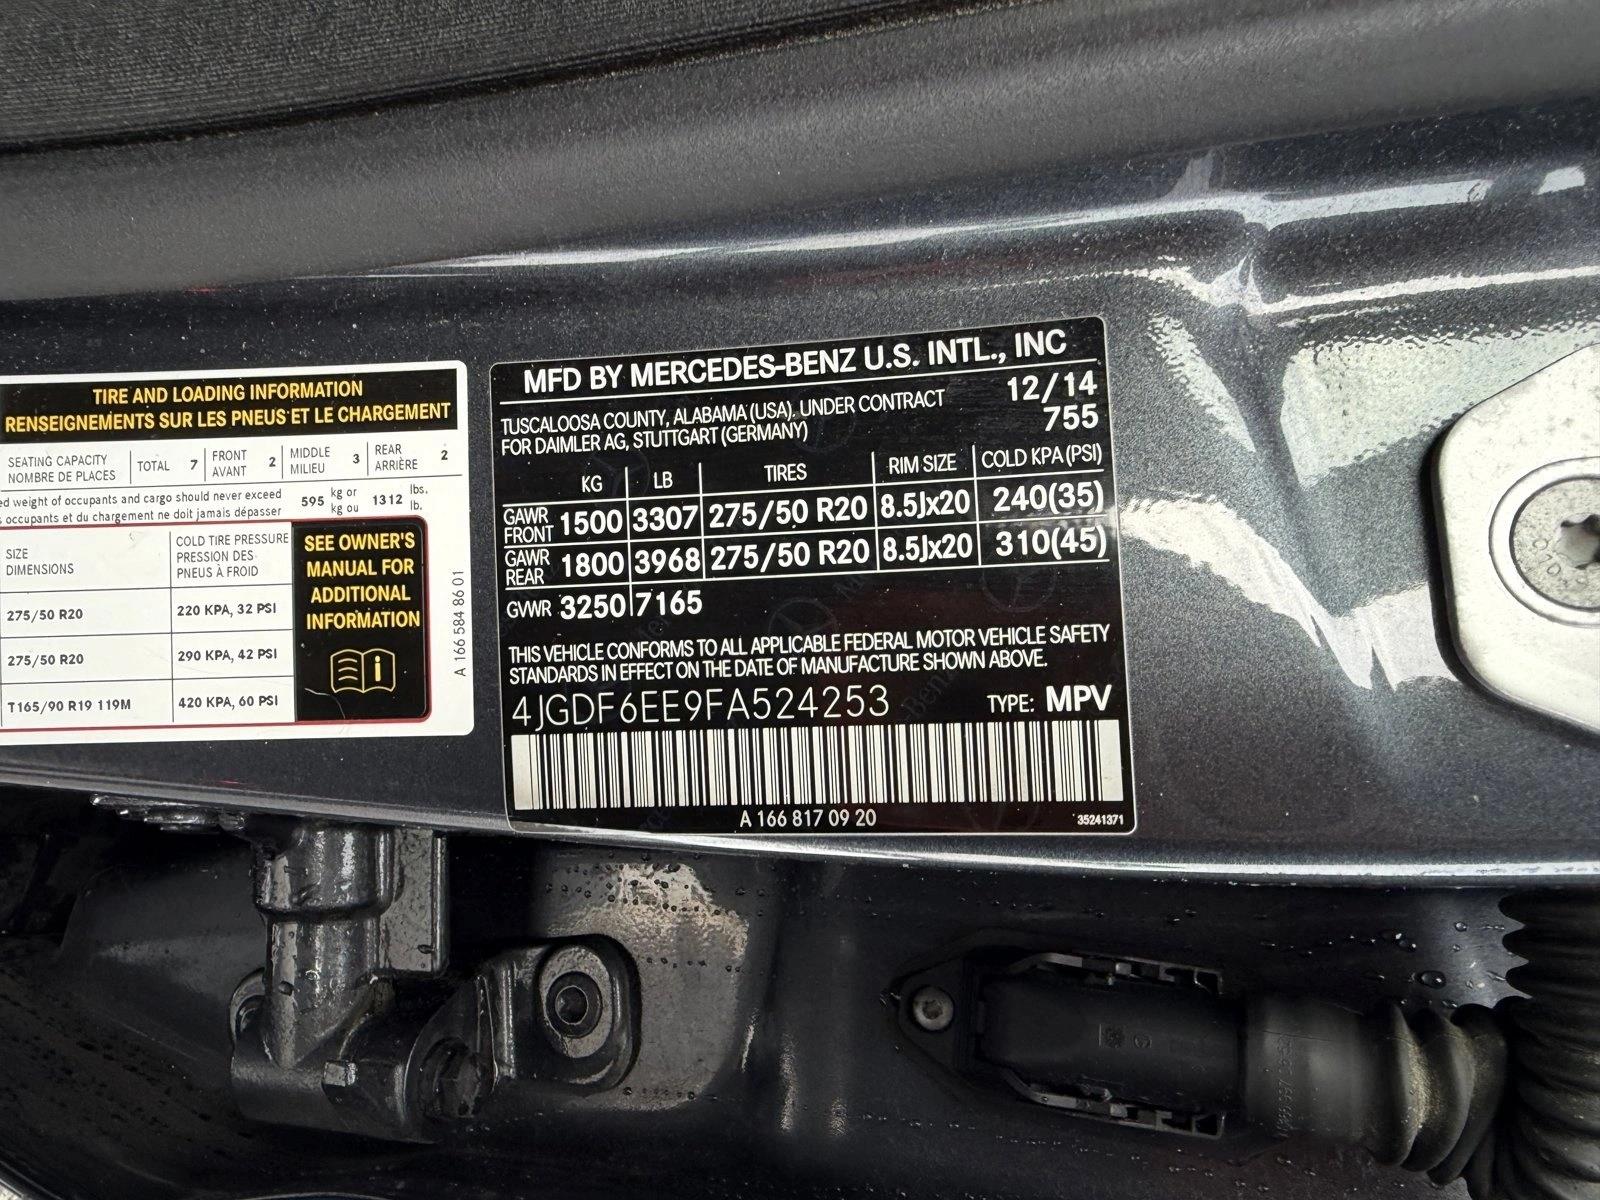 TIRE AND LOADING INFORMATION
RENSEIGNEMENTS SUR LES PNEUS ET LE CHARGEMENT
SEATING CAPACITY
NOMBRE DE PLACES
TOTAL 7
FRONT
AVANT 2
MIDDLE
MILIEU 3
REAR
ARRIÈRE 2
weight of occupants and cargo should never exceed 595 kg or 1312 lbs.
occupants et du chargement ne doit jamais dépasser kg ou lb.
SIZE
DIMENSIONS
COLD TIRE PRESSURE
PRESSION DES
PNEUS À FROID
275/50 R20 220 KPA, 32 PSI
275/50 R20 290 KPA, 42 PSI
T165/90 R19 119M 420 KPA, 60 PSI
SEE OWNER'S
MANUAL FOR
ADDITIONAL
INFORMATION
i
A 166 584 86 01
MFD BY MERCEDES-BENZ U.S. INTL., INC
TUSCALOOSA COUNTY, ALABAMA (USA), UNDER CONTRACT
FOR DAIMLER AG, STUTTGART (GERMANY)
12/14
755
KG LB TIRES RIM SIZE COLD KPA (PSI)
GAWR
FRONT 1500 3307 275/50 R20 8.5Jx20 240(35)
GAWR
REAR 1800 3968 275/50 R20 8.5Jx20 310(45)
GVWR 3250 7165
THIS VEHICLE CONFORMS TO ALL APPLICABLE FEDERAL MOTOR VEHICLE SAFETY
STANDARDS IN EFFECT ON THE DATE OF MANUFACTURE SHOWN ABOVE.
4JGDF6EE9FA524253 TYPE: MPV
A 166 817 09 20
35241371